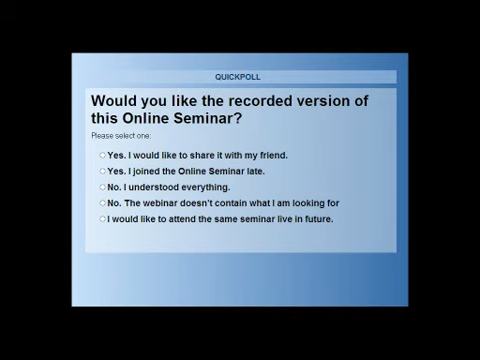 QUICKPOLL
Would you like the recorded version of
this Online Seminar?
Please select one:
Yes. I would like to share it with my friend.
Yes. I joined the Online Seminar late.
No. I understood everything.
No. The webinar doesn't contain what I am looking for
I would like to attend the same seminar live in future.